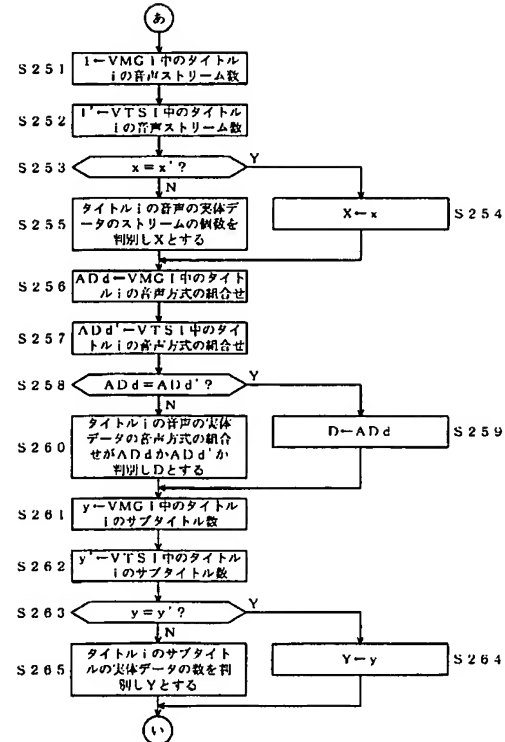 あ
S251
l←VMGI中のタイトル
iの音声ストリーム数
S252
l'←VTSI中のタイトル
iの音声ストリーム数
S253
x=x'?
Y
N
S255
タイトルiの音声の実体デ
ータのストリームの個数を
判別しXとする
X←x
S254
S256
ADd←VMGI中のタイト
ルiの音声方式の組合せ
S257
ADd'←VTSI中のタイ
トルiの音声方式の組合せ
S258
ADd=ADd'?
Y
N
S260
タイトルiの音声の実体
データの音声方式の組合
せがADdかADd'か
判別しDとする
D←ADd
S259
S261
y←VMGI中のタイトル
iのサブタイトル数
S262
y'←VTSI中のタイトル
iのサブタイトル数
S263
y=y'?
Y
N
S265
タイトルiのサブタイト
ルの実体データの数を判
別しYとする
Y←y
S264
い